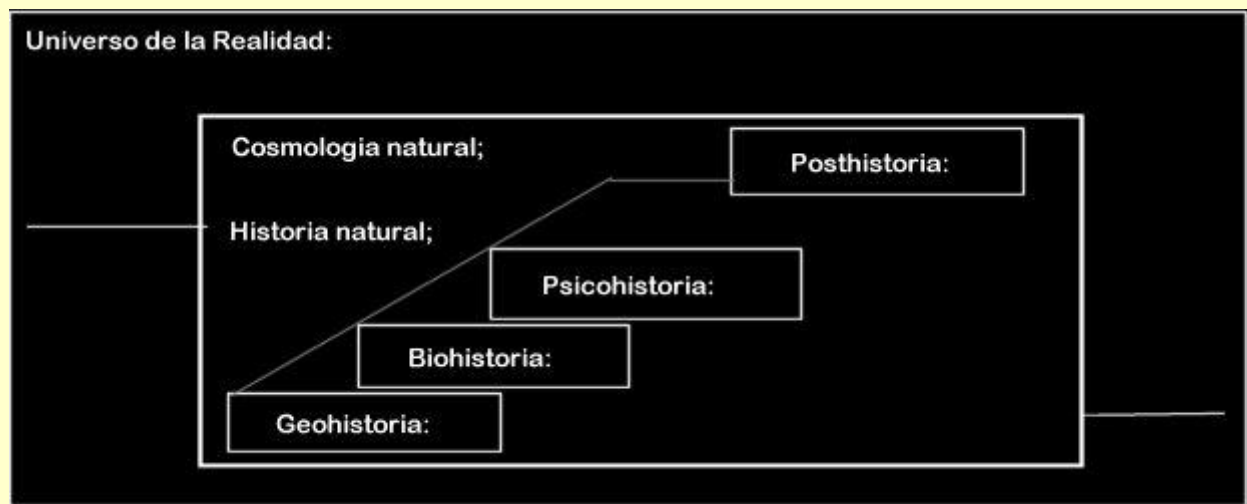 Universo de la Realidad:
Cosmologia natural;
Posthistoria:
Historia natural;
Psicohistoria:
Biohistoria:
Geohistoria: